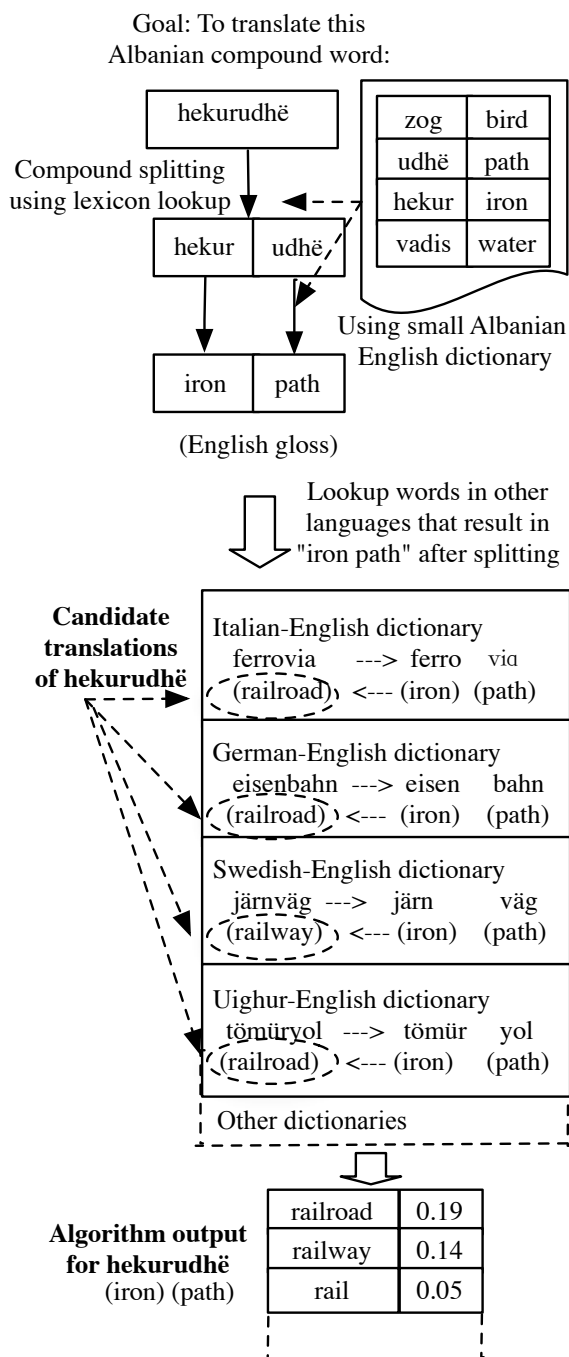 Goal: To translate this
Albanian compound word:
hekurudhë
zog bird
udhë path
hekur iron
vadis water
Compound splitting
using lexicon lookup
hekur udhë
Using small Albanian
English dictionary
iron path
(English gloss)
Lookup words in other
languages that result in
"iron path" after splitting
Candidate
translations
of hekurudhë
Italian-English dictionary
ferrovia ---> ferro via
(railroad) <--- (iron) (path)
German-English dictionary
eisenbahn ---> eisen bahn
(railroad) <--- (iron) (path)
Swedish-English dictionary
järnväg ---> järn väg
(railway) <--- (iron) (path)
Uighur-English dictionary
tömüryol ---> tömür yol
(railroad) <--- (iron) (path)
Other dictionaries
Algorithm output
for hekurudhë
(iron) (path)
railroad 0.19
railway 0.14
rail 0.05